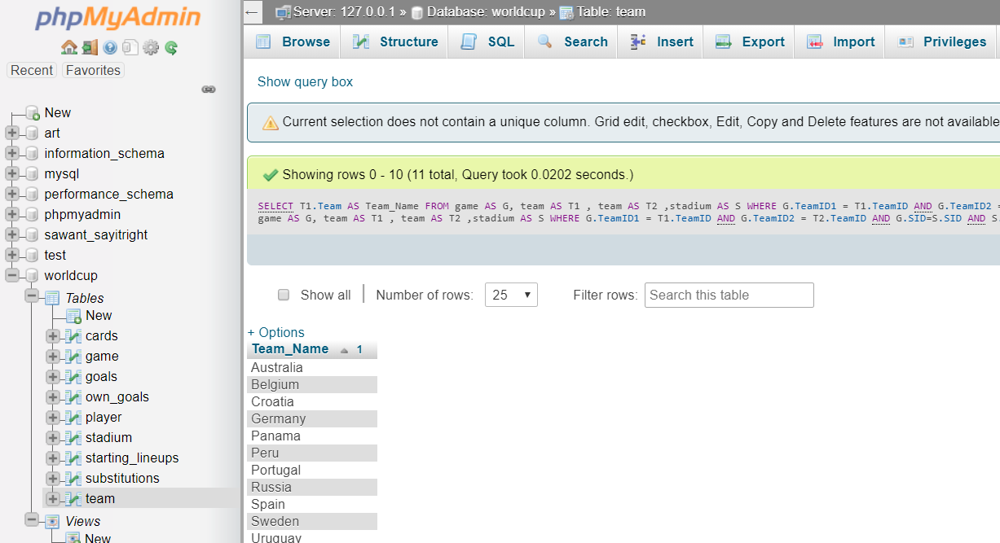 phpMyAdmin
Recent Favorites
New
art
information_schema
mysql
performance_schema
phpmyadmin
sawant_sayitright
test
worldcup
Tables
New
cards
game
goals
own_goals
player
stadium
starting_lineups
substitutions
team
Views
New
← Server: 127.0.0.1 » Database: worldcup » Table: team
Browse Structure SQL Search Insert Export Import Privileges
Show query box
Current selection does not contain a unique column. Grid edit, checkbox, Edit, Copy and Delete features are not available
Showing rows 0 - 10 (11 total, Query took 0.0202 seconds.)
SELECT T1.Team AS Team_Name FROM game AS G, team AS T1 , team AS T2 ,stadium AS S WHERE G.TeamID1 = T1.TeamID AND G.TeamID2 =
game AS G, team AS T1 , team AS T2 ,stadium AS S WHERE G.TeamID1 = T1.TeamID AND G.TeamID2 = T2.TeamID AND G.SID=S.SID AND S.
Show all Number of rows: 25 Filter rows: Search this table
+ Options
Team_Name 1
Australia
Belgium
Croatia
Germany
Panama
Peru
Portugal
Russia
Spain
Sweden
Uruguay